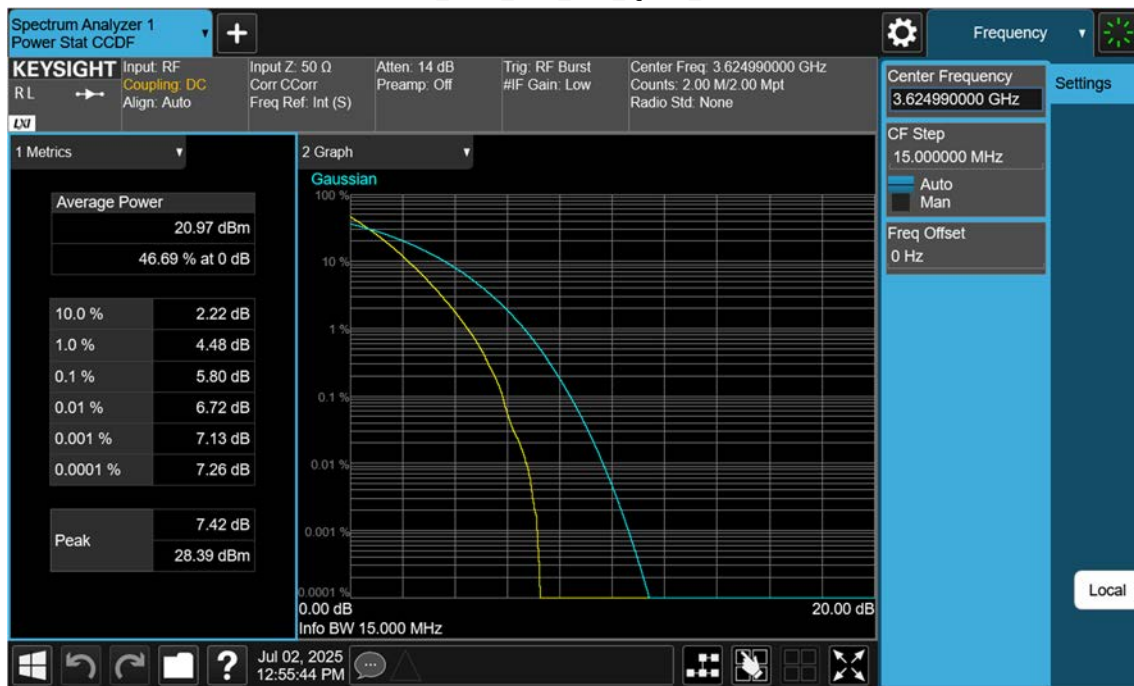 Spectrum Analyzer 1
Power Stat CCDF
Frequency
KEYSIGHT
R L
LXI
Input: RF
Coupling: DC
Align: Auto
Input Z: 50 Ω
Corr CCorr
Freq Ref: Int (S)
Atten: 14 dB
Preamp: Off
Trig: RF Burst
#IF Gain: Low
Center Freq: 3.624990000 GHz
Counts: 2.00 M/2.00 Mpt
Radio Std: None
Center Frequency
3.624990000 GHz
Settings
CF Step
15.000000 MHz
Auto
Man
Freq Offset
0 Hz
Local
1 Metrics
Average Power
20.97 dBm
46.69 % at 0 dB
10.0 % 2.22 dB
1.0 % 4.48 dB
0.1 % 5.80 dB
0.01 % 6.72 dB
0.001 % 7.13 dB
0.0001 % 7.26 dB
Peak
7.42 dB
28.39 dBm
2 Graph
Gaussian
100 %
10 %
1 %
0.1 %
0.01 %
0.001 %
0.0001 %
0.00 dB 20.00 dB
Info BW 15.000 MHz
?
Jul 02, 2025
12:55:44 PM